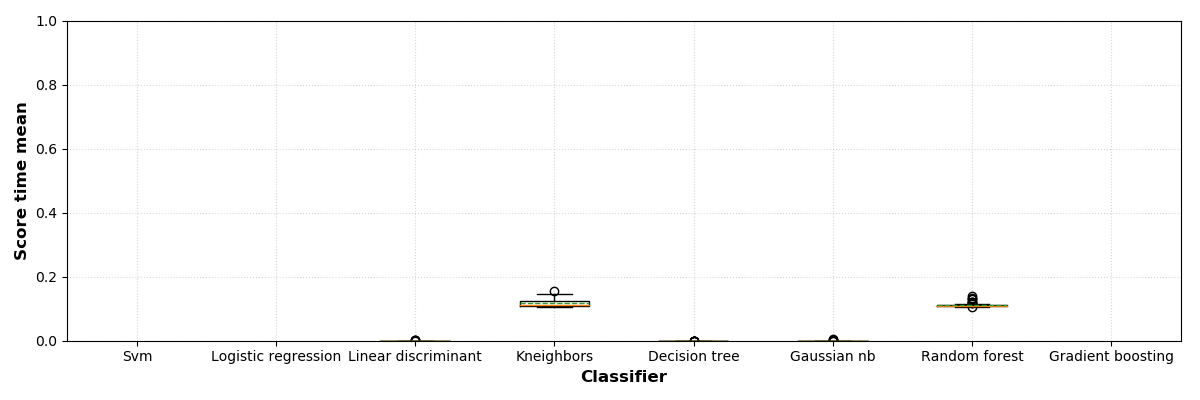 1.0
0.8
0.6
0.4
0.2
0.0
Score time mean
Svm Logistic regression Linear discriminant Kneighbors Decision tree Gaussian nb Random forest Gradient boosting
Classifier